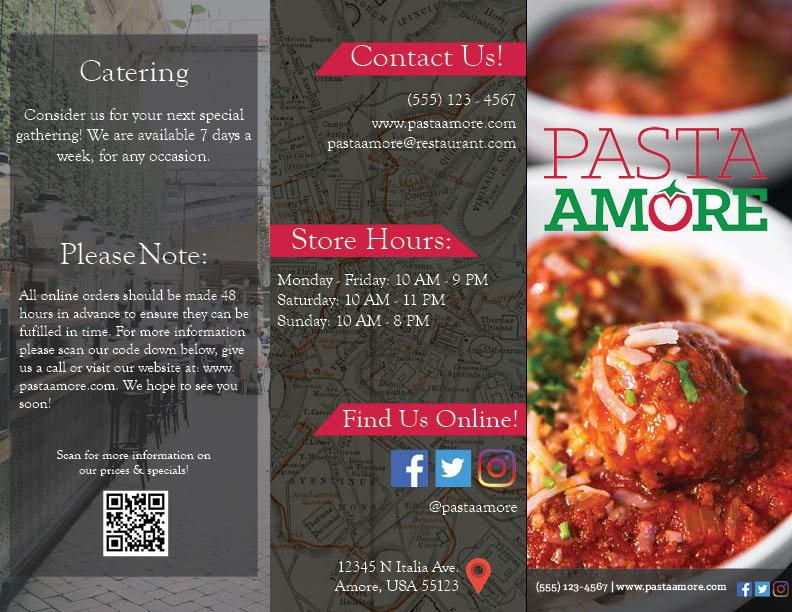 Catering
Consider us for your next special
gathering! We are available 7 days a
week, for any occasion.
Please Note:
All online orders should be made 48
hours in advance to ensure they can be
fufilled in time. For more information
please scan our code down below, give
us a call or visit our website at: www.
pastaamore.com. We hope to see you
soon!
Scan for more information on
our prices & specials!
Contact Us!
(555) 123 - 4567
www.pastaamore.com
pastaamore@restaurant.com
Store Hours:
Monday - Friday: 10 AM - 9 PM
Saturday: 10 AM - 11 PM
Sunday: 10 AM - 8 PM
Find Us Online!
@pastaamore
12345 N Italia Ave.
Amore, USA 55123
PASTA
AMORE
(555) 123-4567 | www.pastaamore.com